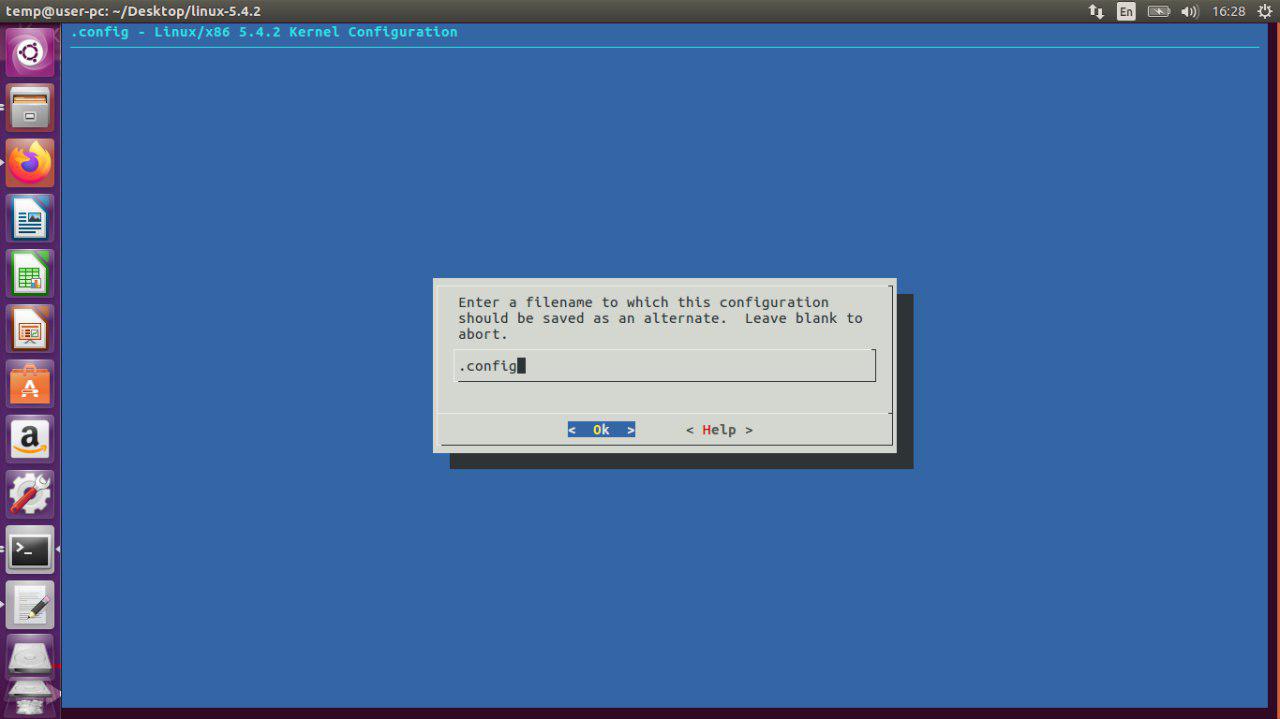 temp@user-pc: ~/Desktop/linux-5.4.2
En
16:28
.config - Linux/x86 5.4.2 Kernel Configuration
Enter a filename to which this configuration
should be saved as an alternate.  Leave blank to
abort.
.config
<  Ok  >
< Help >
A
a
>_